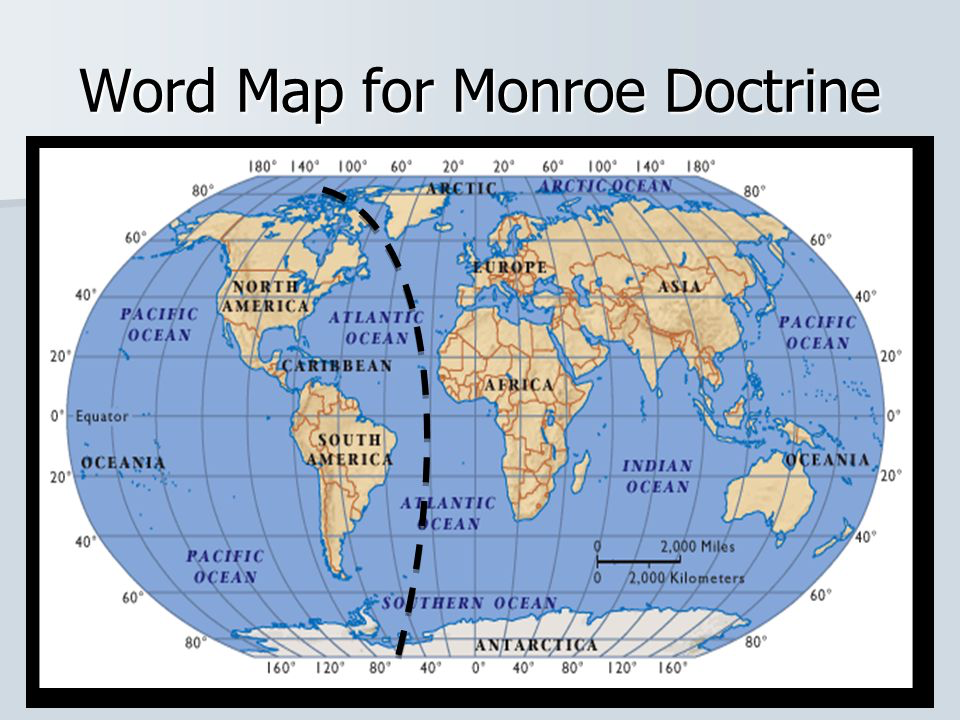 Word Map for Monroe Doctrine
180° 140° 100° 60° 20° 20° 60° 100° 140° 180°
80° ARCTIC ARCTIC OCEAN 80°
60° 60°
EUROPE
NORTH
AMERICA
ASIA
40° 40°
PACIFIC
OCEAN
ATLANTIC
OCEAN
PACIFIC
OCEAN
20° 20°
CARIBBEAN
AFRICA
0° Equator 0°
SOUTH
AMERICA
OCEANIA
OCEANIA
INDIAN
OCEAN
20° 20°
ATLANTIC
OCEAN
40° 40°
0 2,000 Miles
0 2,000 Kilometers
PACIFIC
OCEAN
60° 60°
SOUTHERN OCEAN
80° ANTARCTICA 80°
160° 120° 80° 40° 0° 40° 80° 120° 160°